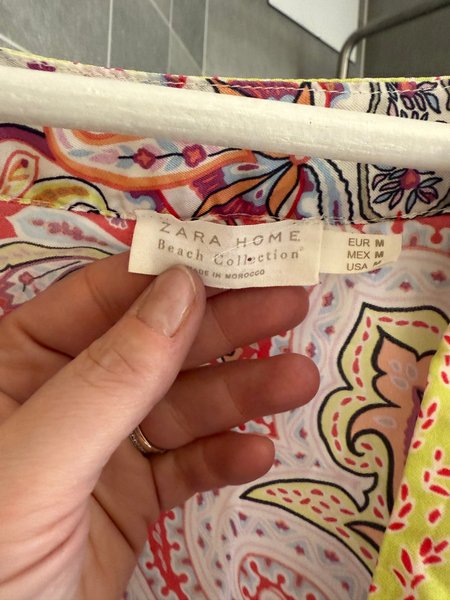 ZARA HOME
Beach Collection®
MADE IN MOROCCO
EUR M
MEX M
USA